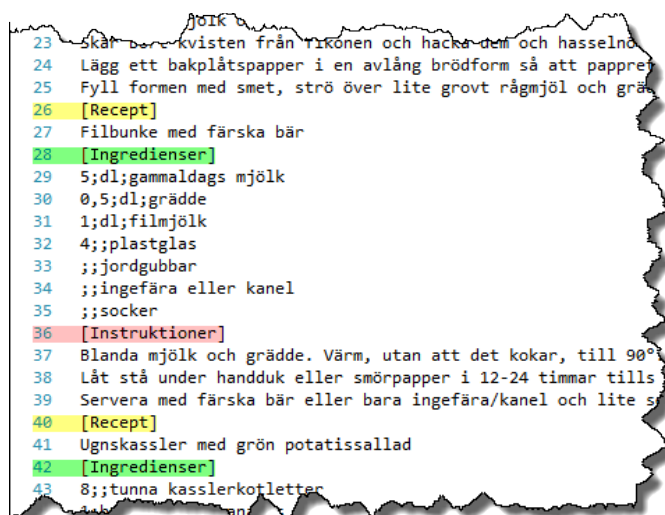 jölk
23 Skär kvisten från fikonen och hacka dem och hasselnö
24 Lägg ett bakplåtspapper i en avlång brödform så att pappret
25 Fyll formen med smet, strö över lite grovt rågmjöl och gräd
26 [Recept]
27 Filbunke med färska bär
28 [Ingredienser]
29 5;dl;gammaldags mjölk
30 0,5;dl;grädde
31 1;dl;filmjölk
32 4;;plastglas
33 ;;jordgubbar
34 ;;ingefära eller kanel
35 ;;socker
36 [Instruktioner]
37 Blanda mjölk och grädde. Värm, utan att det kokar, till 90°
38 Låt stå under handduk eller smörpapper i 12-24 timmar tills
39 Servera med färska bär eller bara ingefära/kanel och lite s
40 [Recept]
41 Ugnskassler med grön potatissallad
42 [Ingredienser]
43 8;;tunna kasslerkotletter